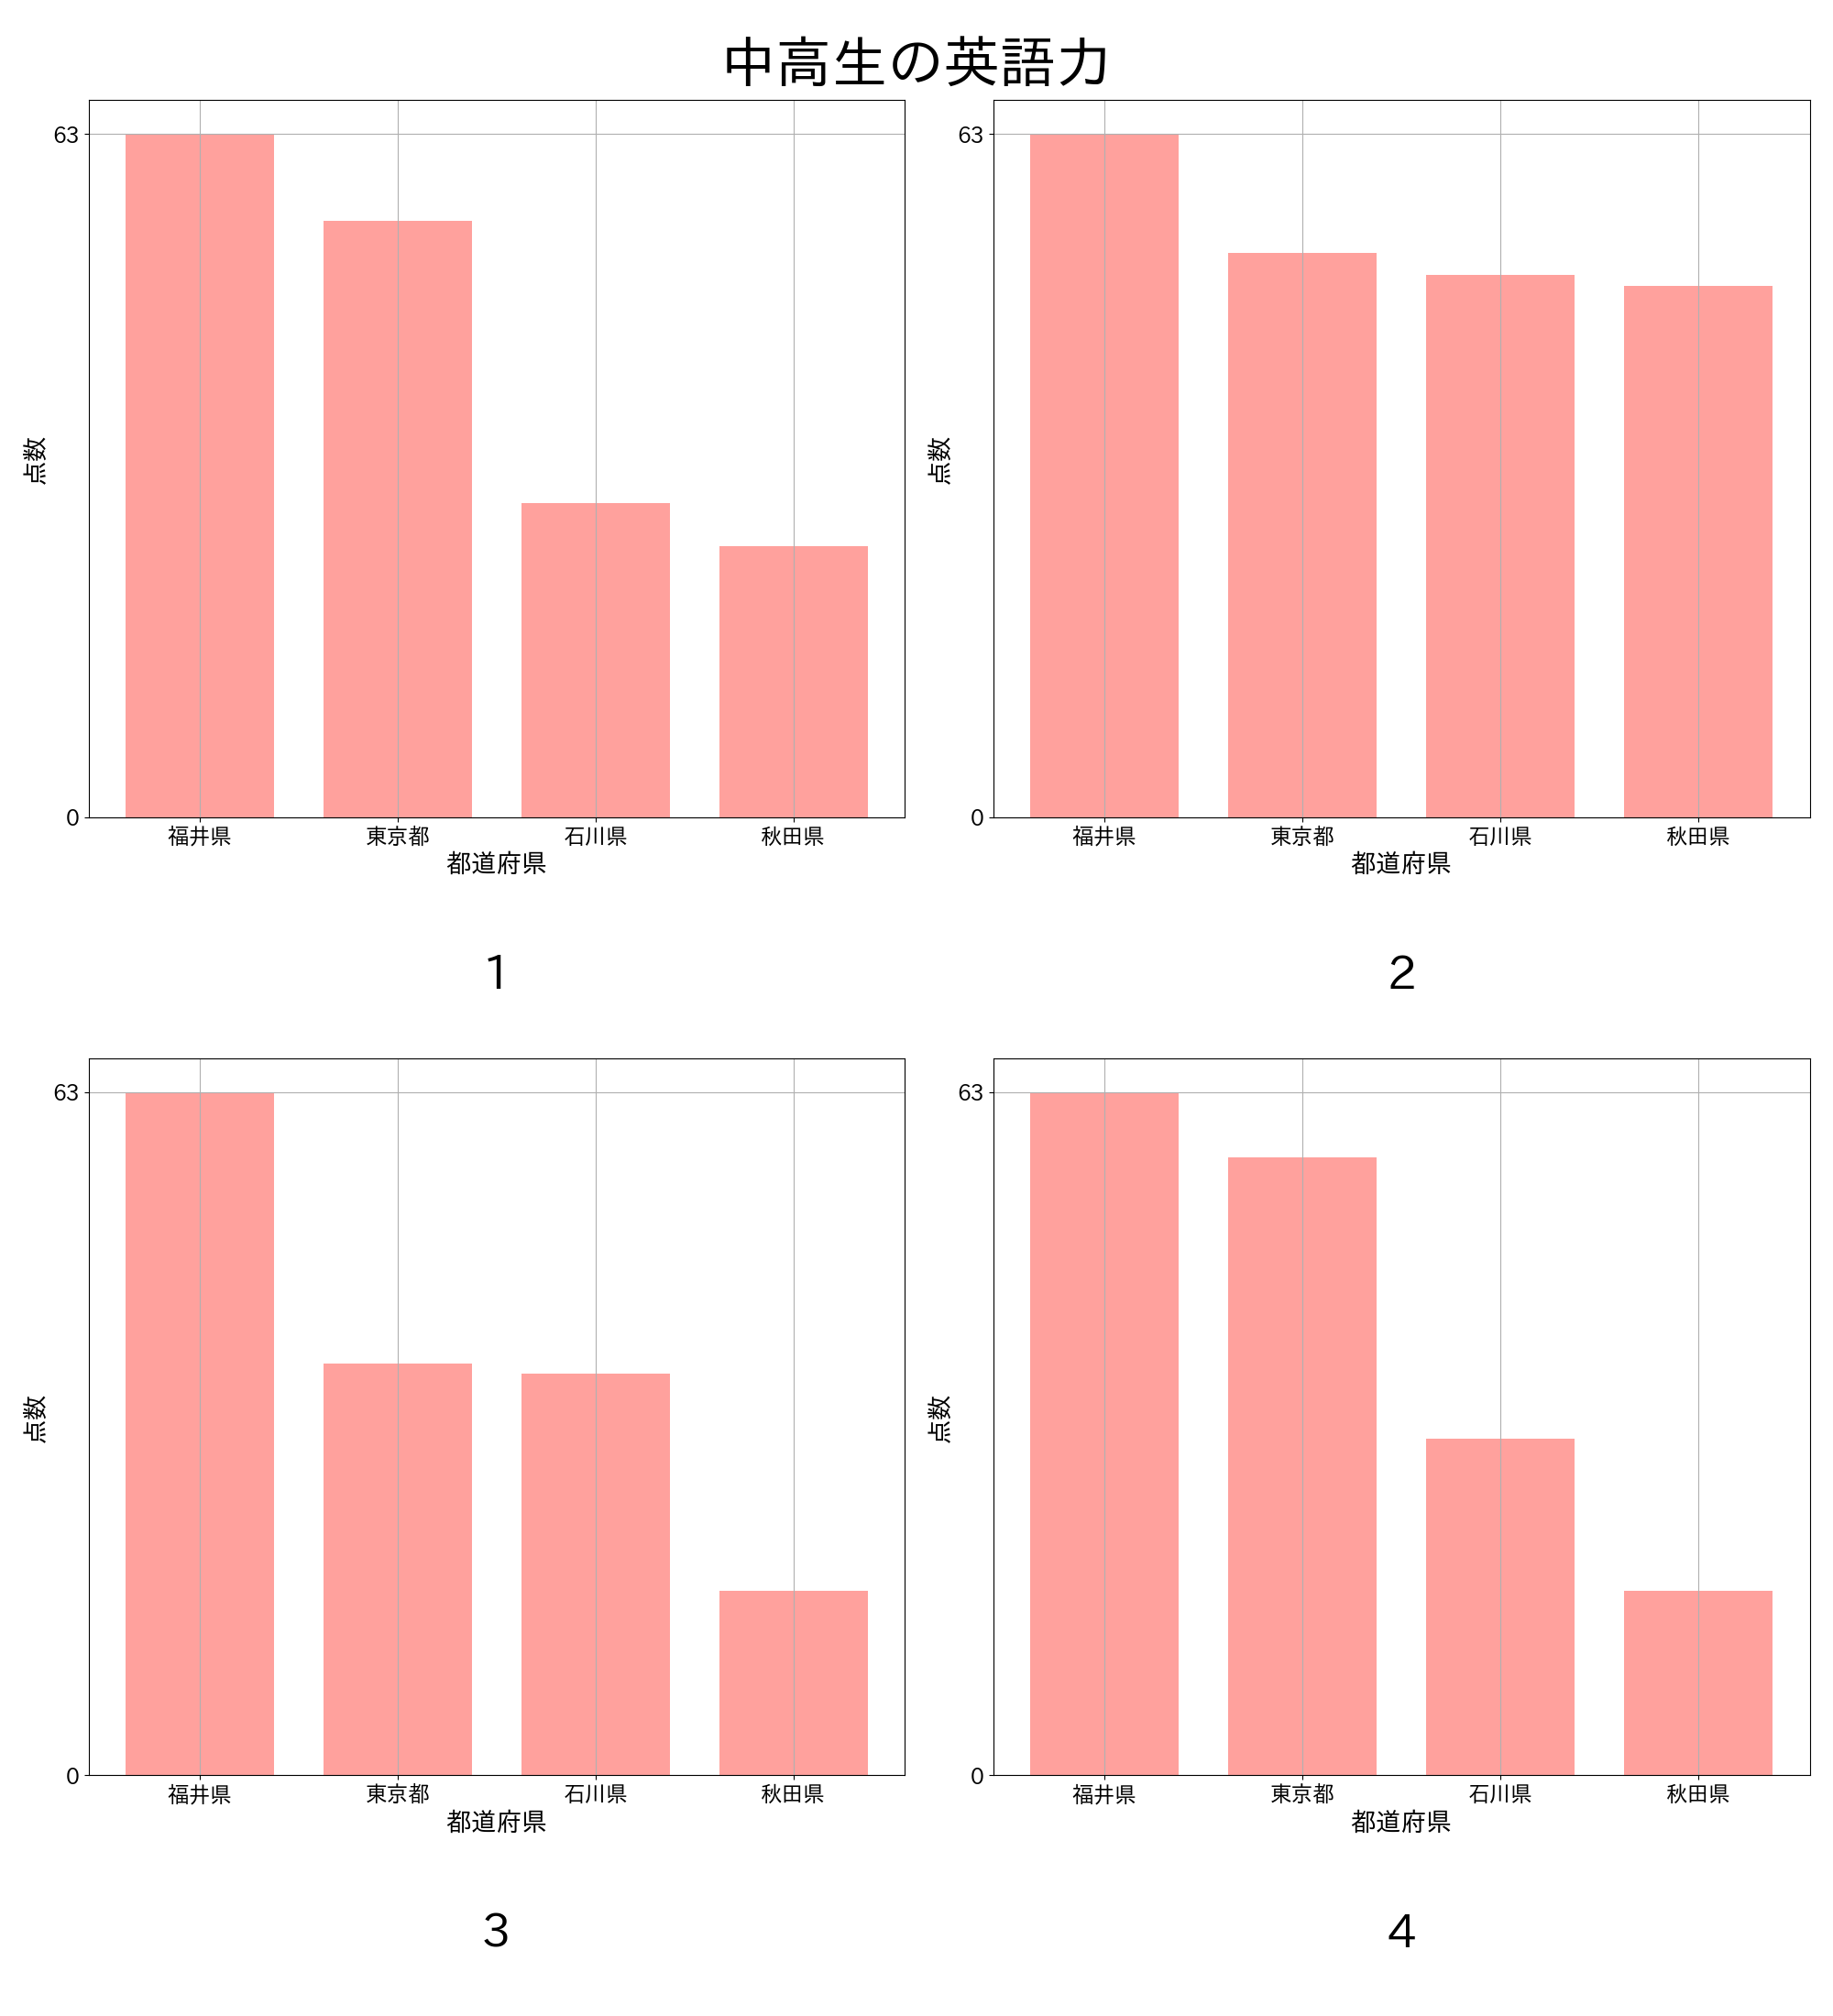 中高生の英語力
63
0
点数
福井県 東京都 石川県 秋田県
都道府県
1
63
0
点数
福井県 東京都 石川県 秋田県
都道府県
2
63
0
点数
福井県 東京都 石川県 秋田県
都道府県
3
63
0
点数
福井県 東京都 石川県 秋田県
都道府県
4